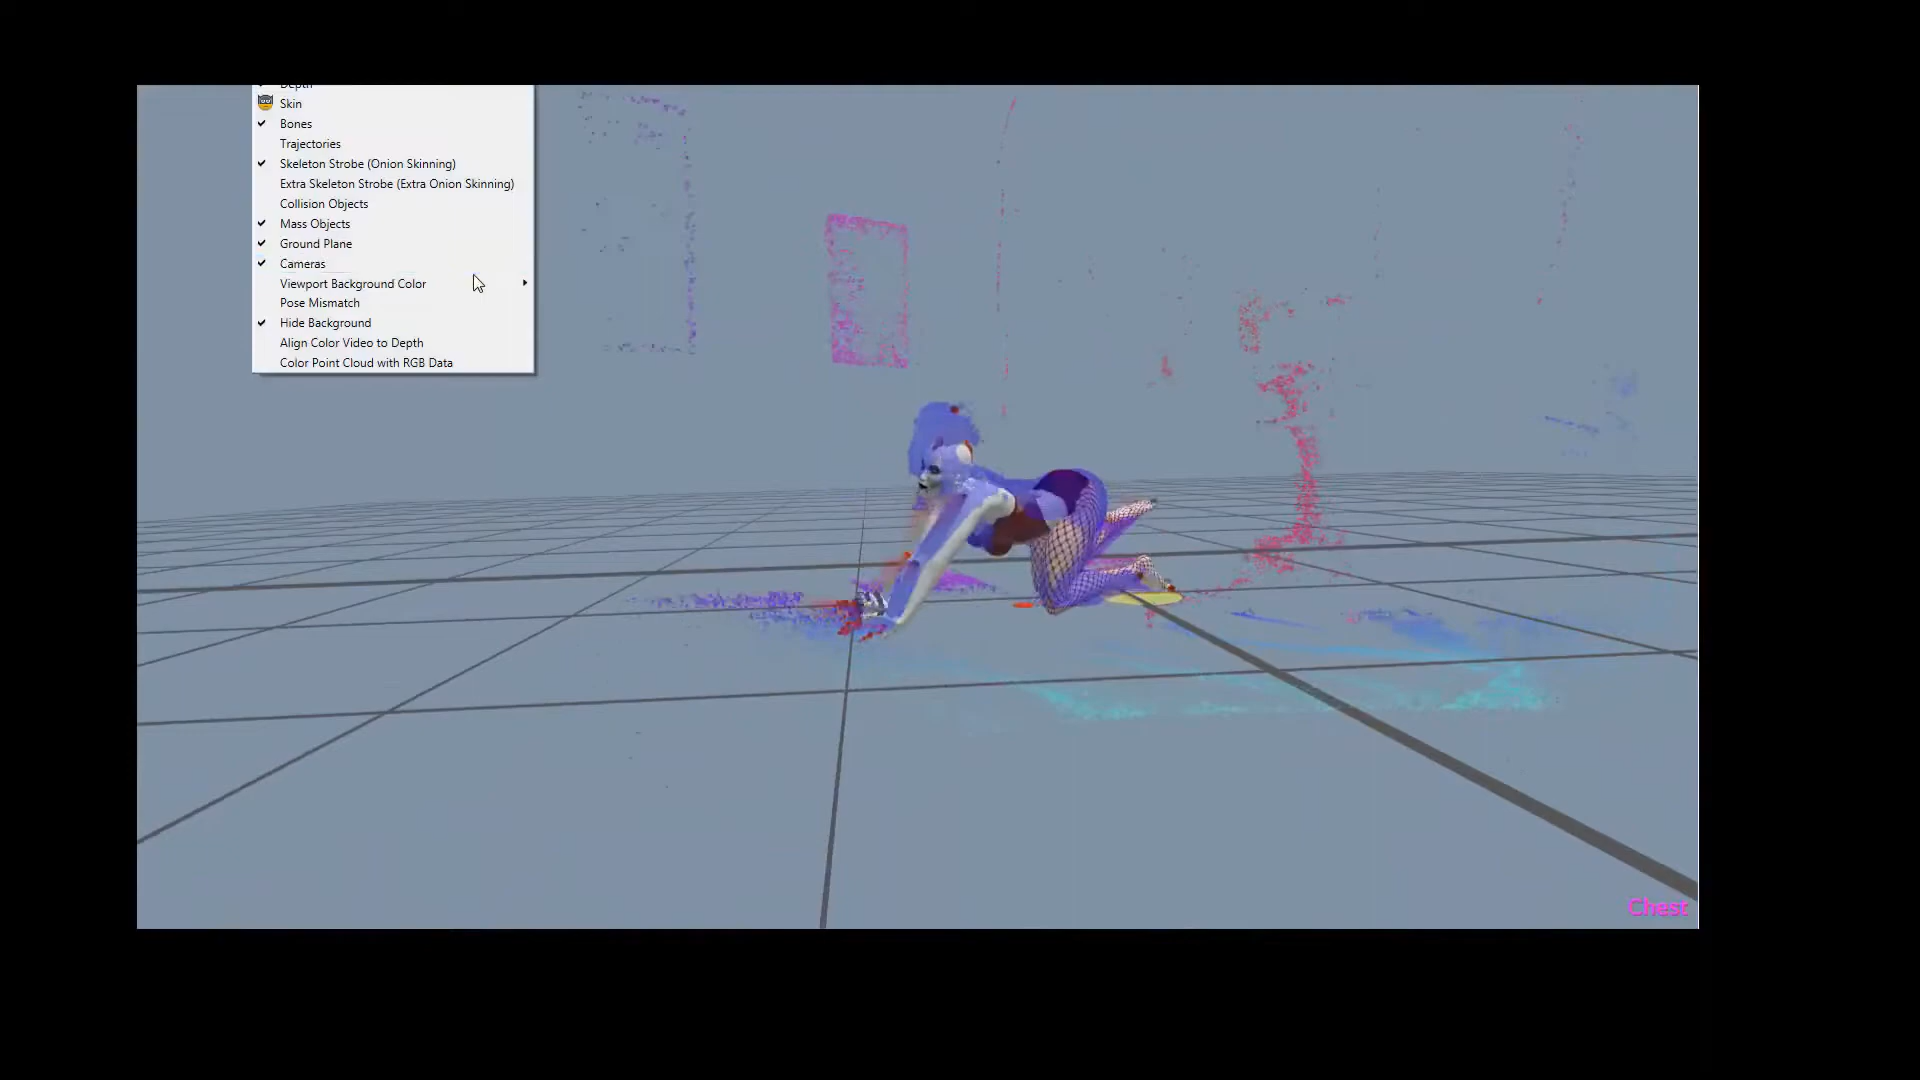 Depth
Skin
Bones
Trajectories
Skeleton Strobe (Onion Skinning)
Extra Skeleton Strobe (Extra Onion Skinning)
Collision Objects
Mass Objects
Ground Plane
Cameras
Viewport Background Color
Pose Mismatch
Hide Background
Align Color Video to Depth
Color Point Cloud with RGB Data
Chest